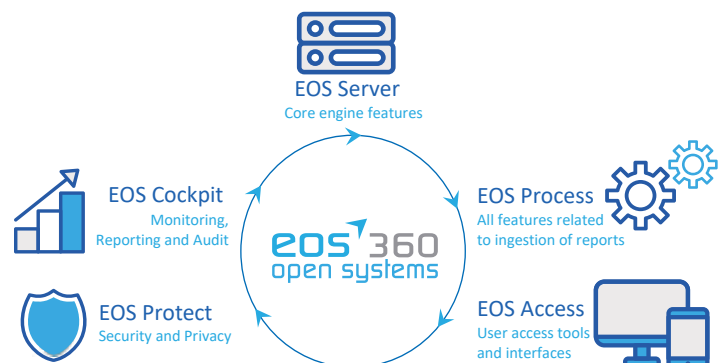 EOS Server
Core engine features
EOS Cockpit
Monitoring,
Reporting and Audit
EOS Process
All features related
to ingestion of reports
eos 360
open systems
EOS Protect
Security and Privacy
EOS Access
User access tools
and interfaces